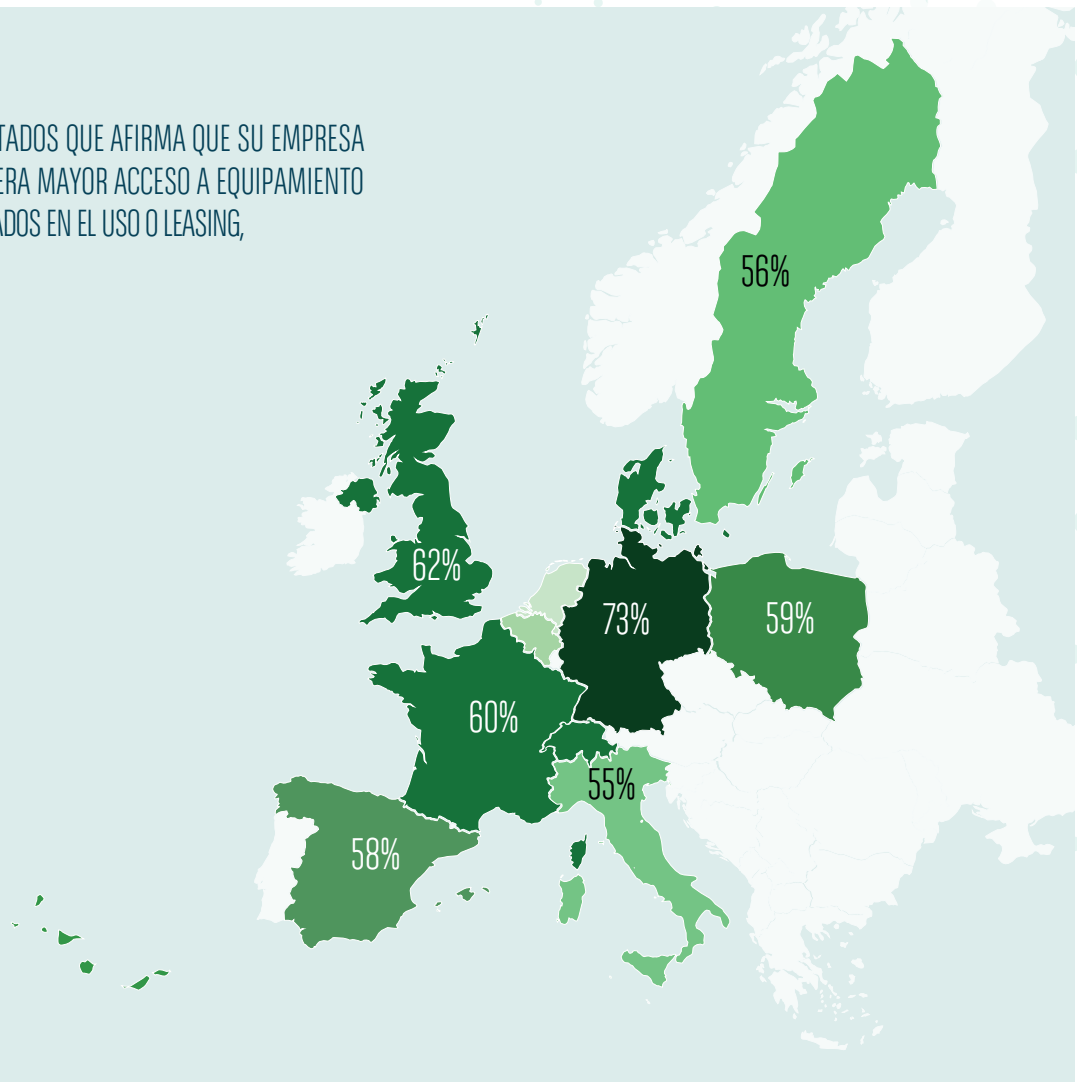 TADOS QUE AFIRMA QUE SU EMPRESA
ERA MAYOR ACCESO A EQUIPAMIENTO
ADOS EN EL USO O LEASING,
56%
62%
73%
59%
60%
55%
58%